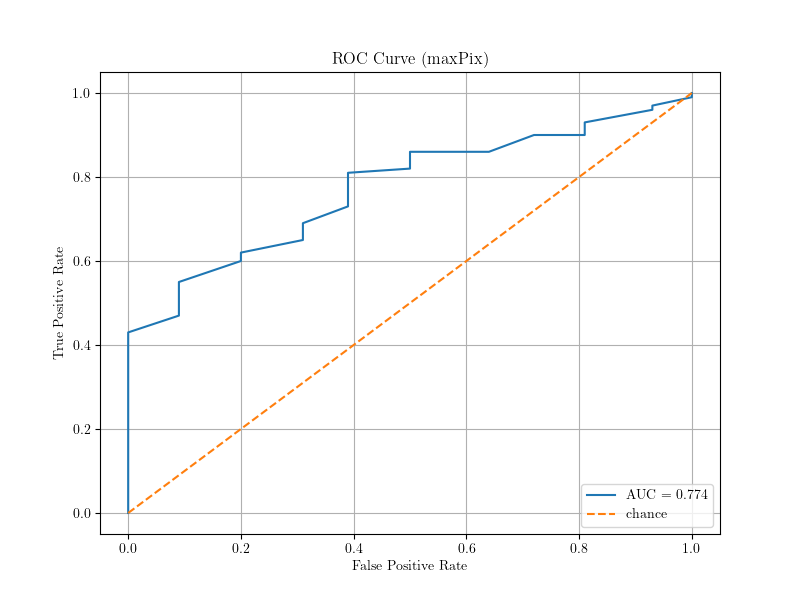 ROC Curve (maxPix)
True Positive Rate
1.0
0.8
0.6
0.4
0.2
0.0
0.0 0.2 0.4 0.6 0.8 1.0
False Positive Rate
AUC = 0.774
chance